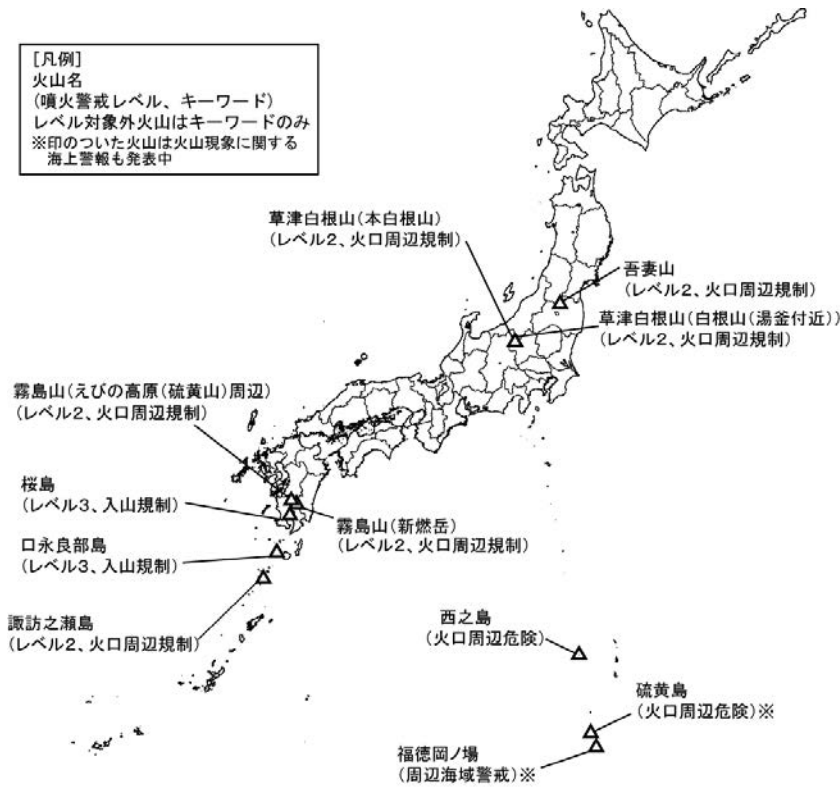 [凡例]
火山名
(噴火警戒レベル、キーワード)
レベル対象外火山はキーワードのみ
※印のついた火山は火山現象に関する
海上警報も発表中
草津白根山(本白根山)
(レベル2、火口周辺規制)
吾妻山
(レベル2、火口周辺規制)
草津白根山(白根山(湯釜付近))
(レベル2、火口周辺規制)
霧島山(えびの高原(硫黄山)周辺)
(レベル2、火口周辺規制)
桜島
(レベル3、入山規制)
霧島山(新燃岳)
(レベル2、火口周辺規制)
口永良部島
(レベル3、入山規制)
諏訪之瀬島
(レベル2、火口周辺規制)
西之島
(火口周辺危険)
硫黄島
(火口周辺危険)※
福徳岡ノ場
(周辺海域警戒)※